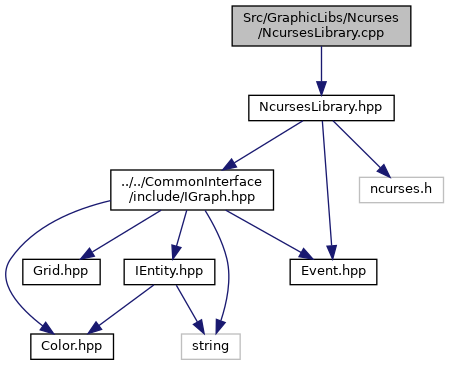 Src/GraphicLibs/Ncurses
/NcursesLibrary.cpp
NcursesLibrary.hpp
../../CommonInterface
/include/IGraph.hpp
ncurses.h
Grid.hpp
IEntity.hpp
Event.hpp
Color.hpp
string